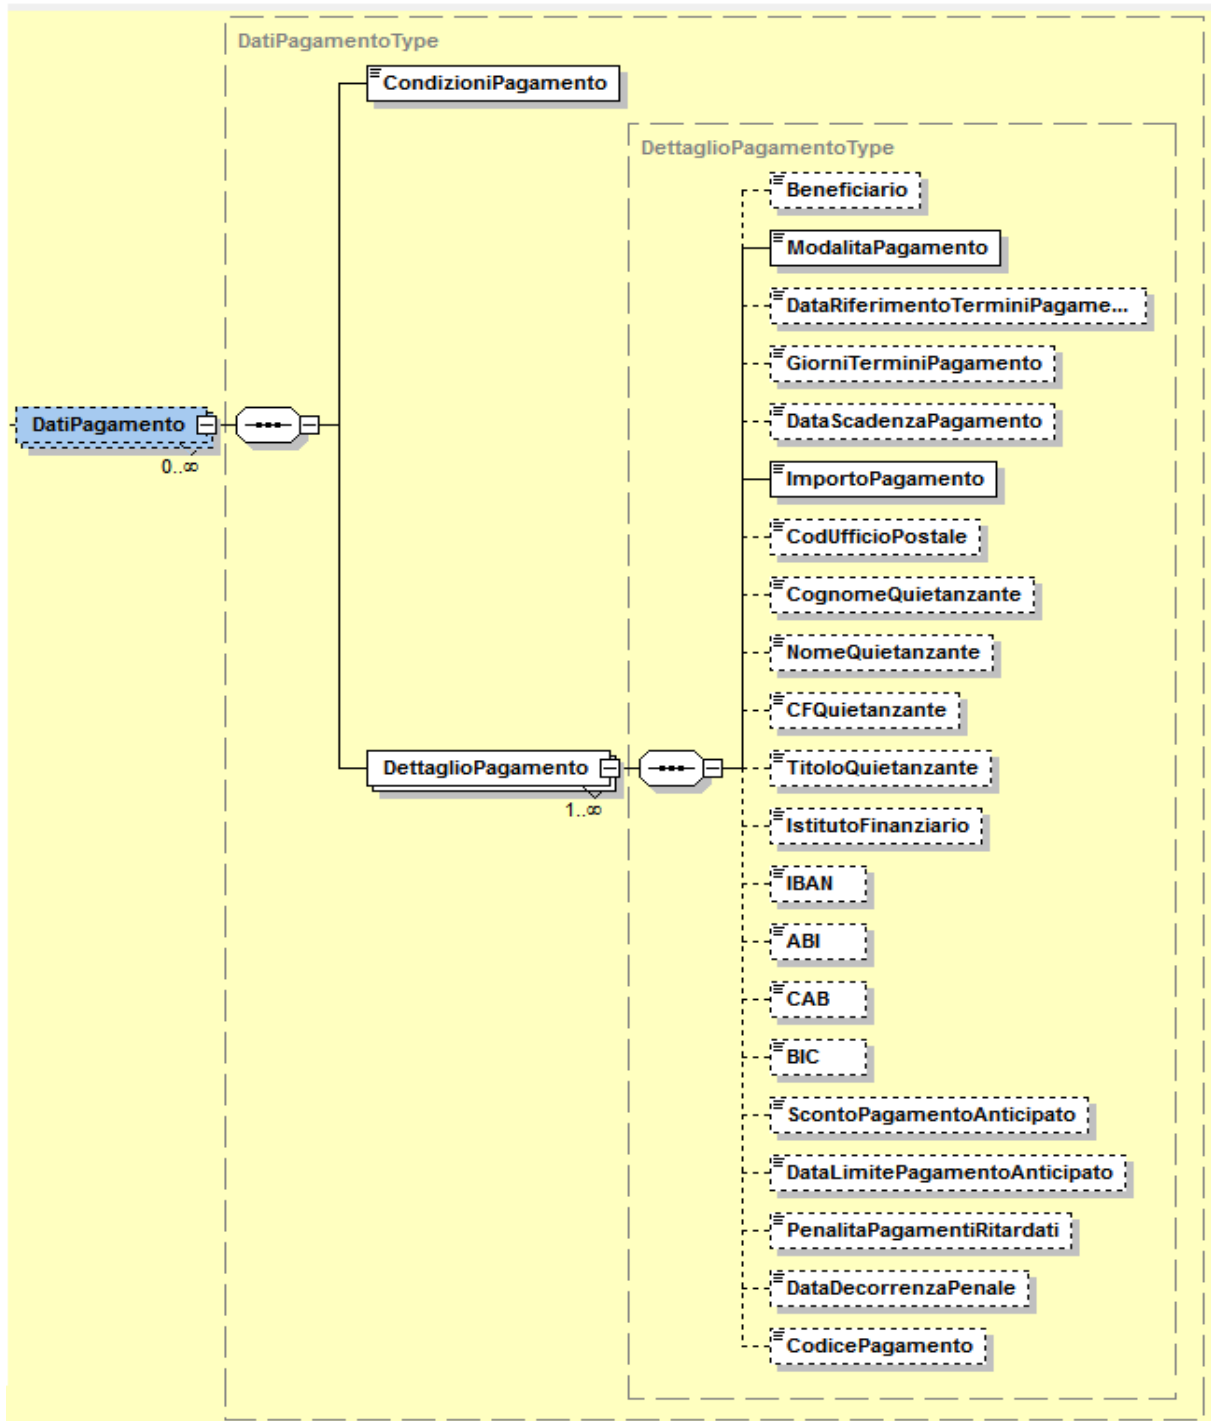 DatiPagamentoType
CondizioniPagamento
DettaglioPagamentoType
Beneficiario
ModalitaPagamento
DataRiferimentoTerminiPagame...
GiorniTerminiPagamento
DataScadenzaPagamento
DatiPagamento
0..∞
ImportoPagamento
CodUfficioPostale
CognomeQuietanzante
NomeQuietanzante
CFQuietanzante
DettaglioPagamento
1..∞
TitoloQuietanzante
IstitutoFinanziario
IBAN
ABI
CAB
BIC
ScontoPagamentoAnticipato
DataLimitePagamentoAnticipato
PenalitaPagamentiRitardati
DataDecorrenzaPenale
CodicePagamento